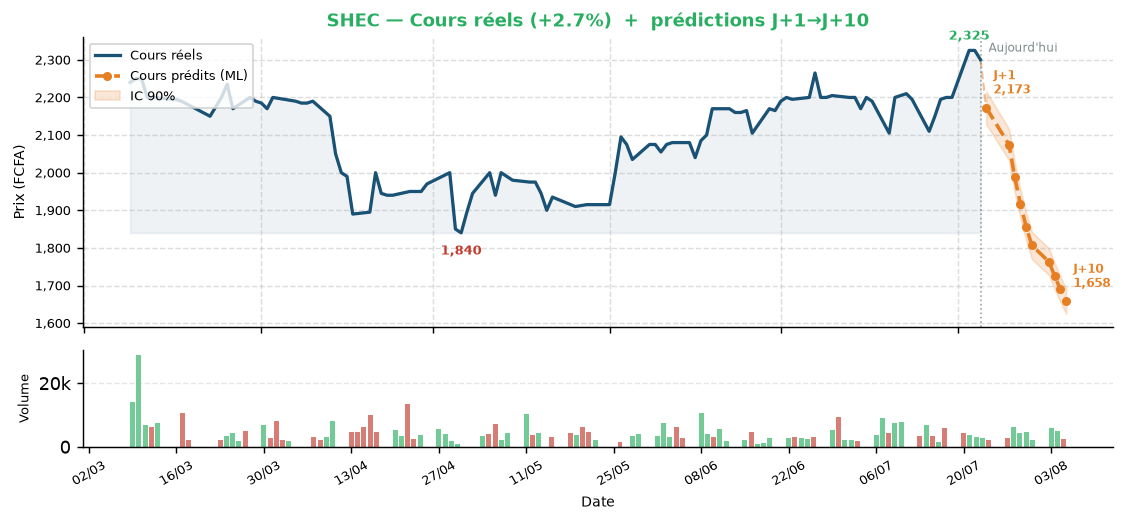 SHEC — Cours réels (+2.7%)  +  prédictions J+1→J+10
Cours réels
Cours prédits (ML)
IC 90%
2,325
Aujourd'hui
J+1
2,173
1,840
J+10
1,658
Prix (FCFA)
2,300
2,200
2,100
2,000
1,900
1,800
1,700
1,600
Volume
20k
0
02/03
16/03
30/03
13/04
27/04
11/05
25/05
08/06
22/06
06/07
20/07
03/08
Date